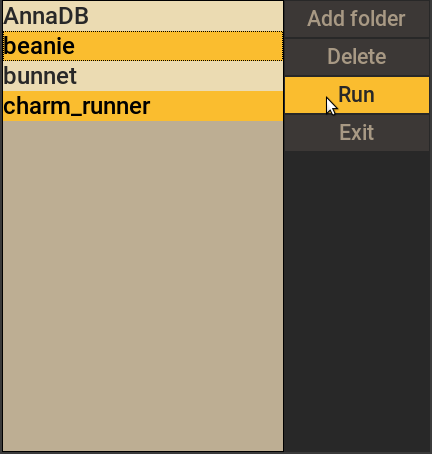 AnnaDB
beanie
bunnet
charm_runner
Add folder
Delete
Run
Exit